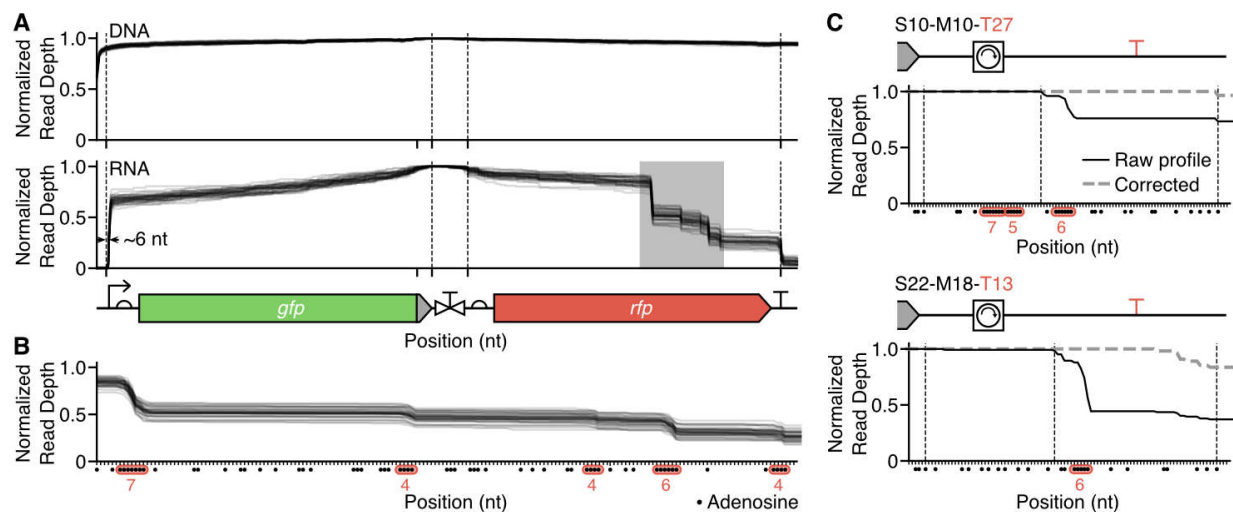 A
DNA
1.0
0.5
0
Normalized
Read Depth
RNA
1.0
0.5
0
Normalized
Read Depth
~6 nt
gfp
rfp
Position (nt)
B
1.0
0.5
0
Normalized
Read Depth
7
4
4
6
4
Position (nt)
• Adenosine
C
S10-M10-T27
1.0
0.5
0
Normalized
Read Depth
Raw profile
Corrected
7
5
6
Position (nt)
S22-M18-T13
1.0
0.5
0
Normalized
Read Depth
6
Position (nt)